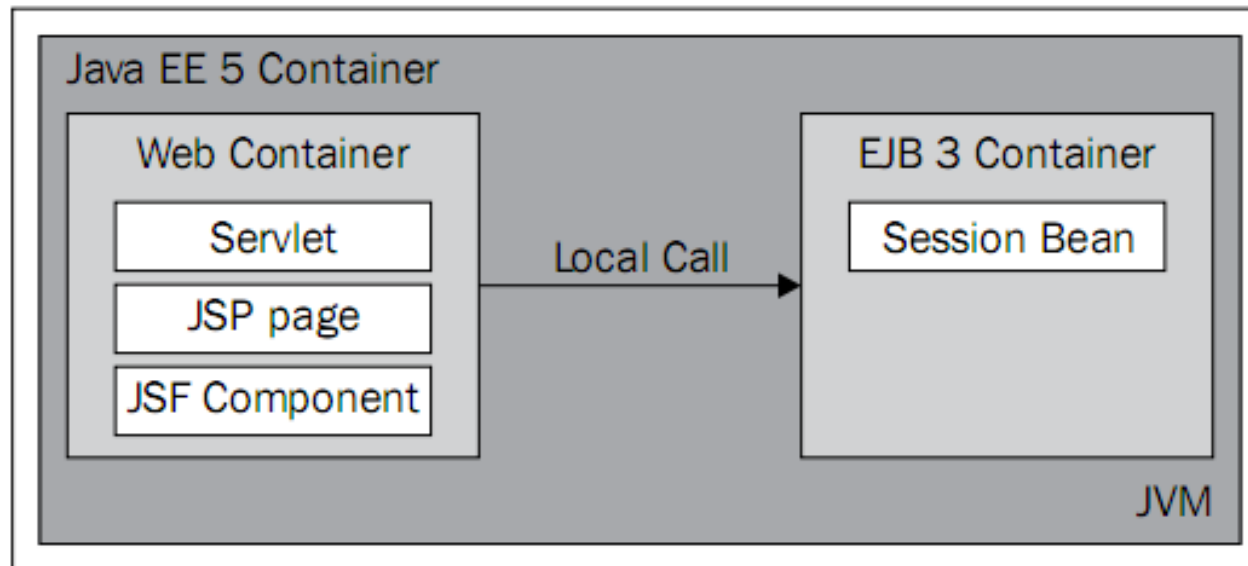 Java EE 5 Container
Web Container
Servlet
JSP page
JSF Component
Local Call
EJB 3 Container
Session Bean
JVM